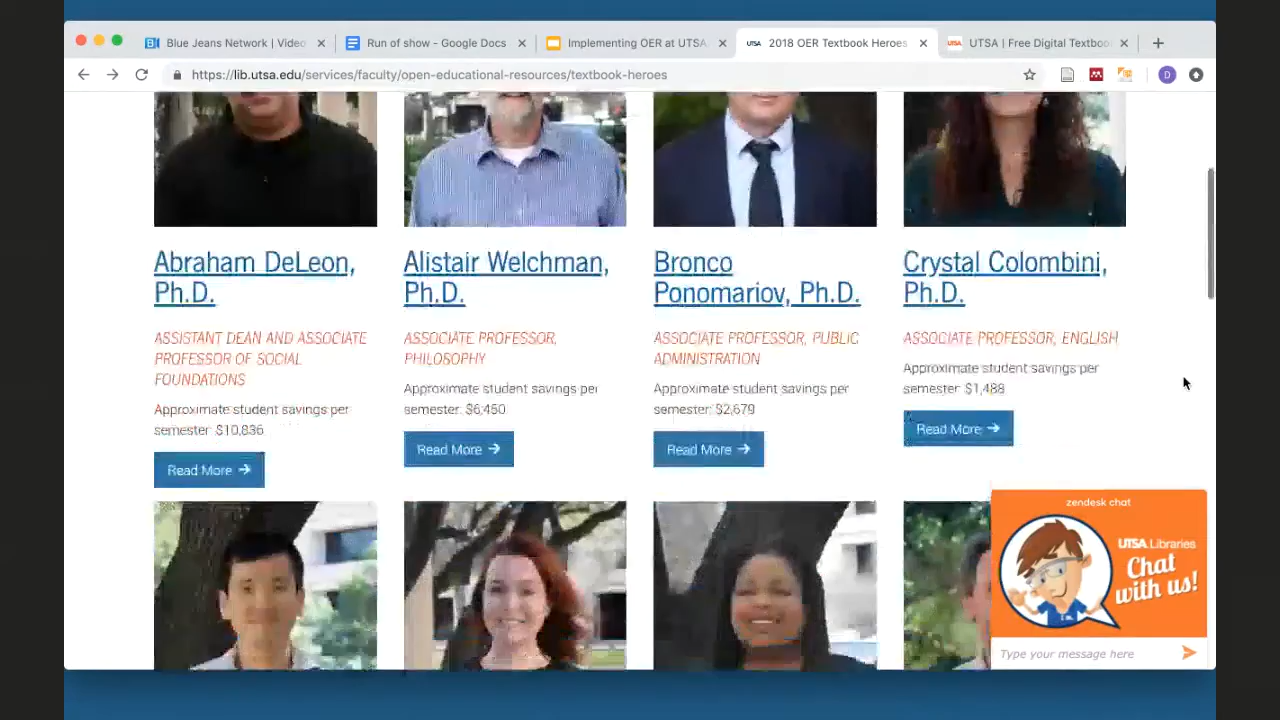 Blue Jeans Network | Video
Run of show - Google Docs
Implementing OER at UTSA
UTSA
2018 OER Textbook Heroes
UTSA
UTSA | Free Digital Textboo
https://lib.utsa.edu/services/faculty/open-educational-resources/textbook-heroes
D
Abraham DeLeon,
Ph.D.
ASSISTANT DEAN AND ASSOCIATE
PROFESSOR OF SOCIAL
FOUNDATIONS
Approximate student savings per
semester: $10,836
Read More
Alistair Welchman,
Ph.D.
ASSOCIATE PROFESSOR,
PHILOSOPHY
Approximate student savings per
semester: $6,450
Read More
Bronco
Ponomariov, Ph.D.
ASSOCIATE PROFESSOR, PUBLIC
ADMINISTRATION
Approximate student savings per
semester: $2,679
Read More
Crystal Colombini,
Ph.D.
ASSOCIATE PROFESSOR, ENGLISH
Approximate student savings per
semester: $1,488
Read More
zendesk chat
UTSA Libraries
Chat
with us!
Type your message here